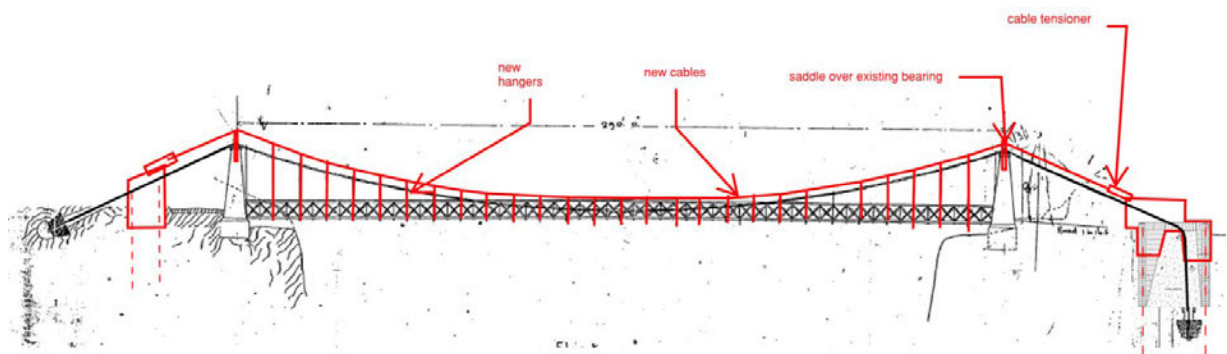 cable tensioner
new
hangers
new cables
saddle over existing bearing
290' 0"